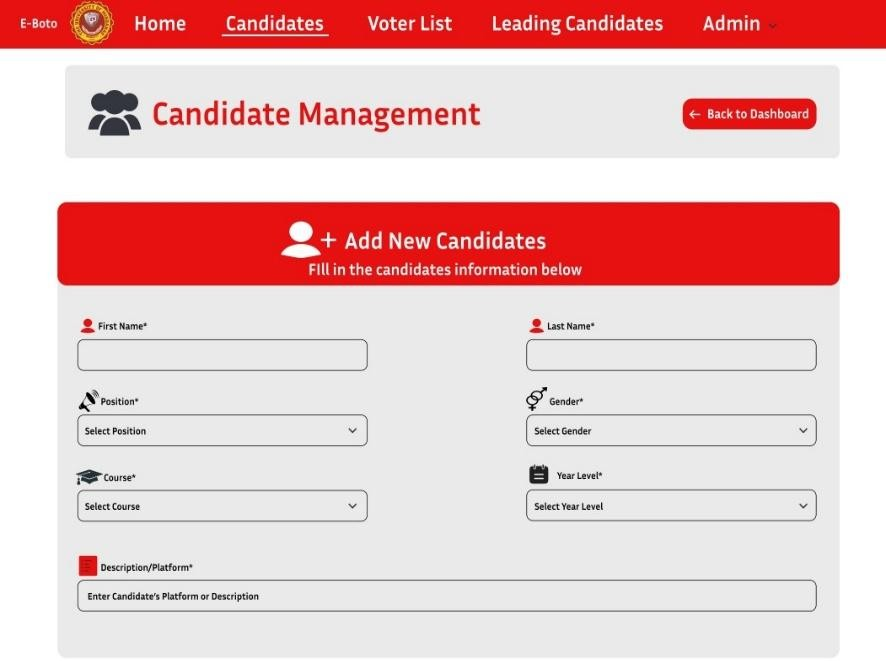 E-Boto Home Candidates Voter List Leading Candidates Admin
Candidate Management
← Back to Dashboard
+ Add New Candidates
FIll in the candidates information below
First Name* Last Name*
Position* Gender*
Select Position Select Gender
Course* Year Level*
Select Course Select Year Level
Description/Platform*
Enter Candidate's Platform or Description